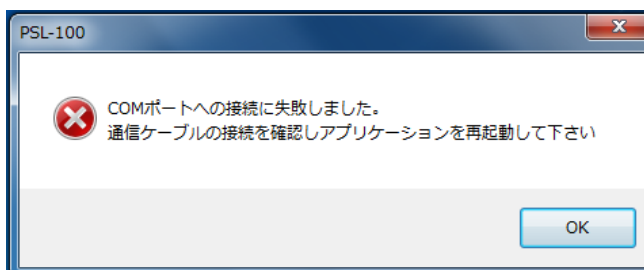 PSL-100
COMポートへの接続に失敗しました。
通信ケーブルの接続を確認しアプリケーションを再起動して下さい
OK